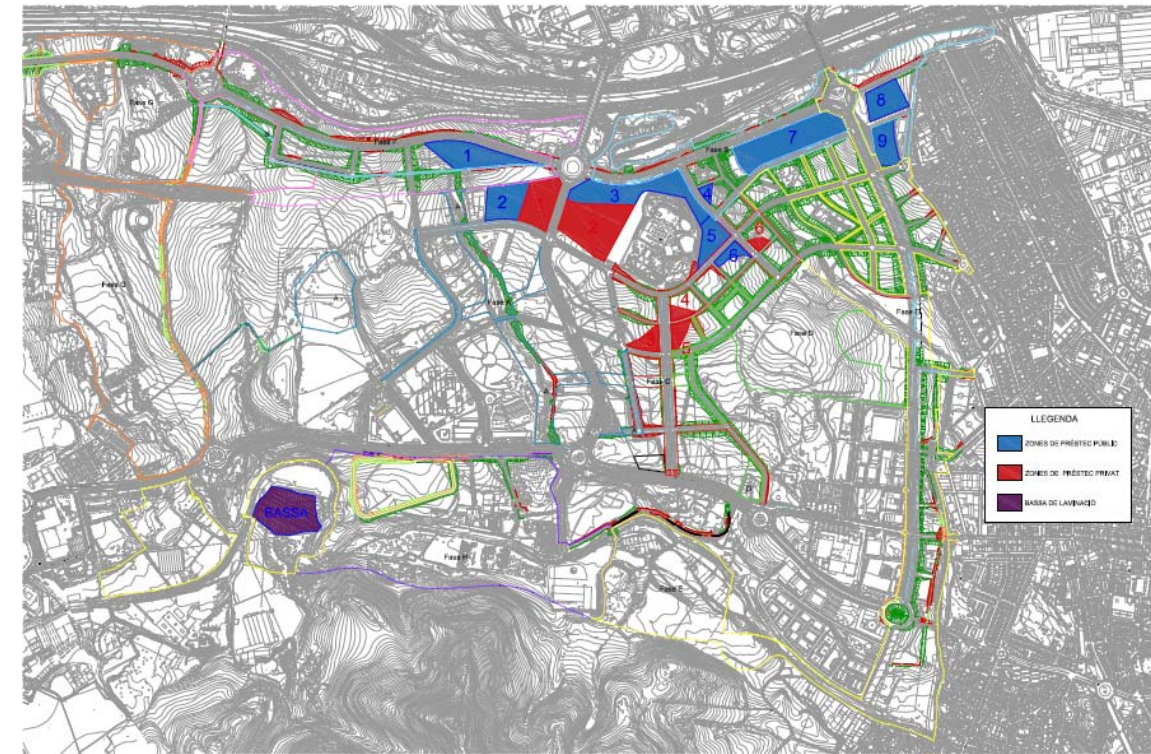 Fase G
8
7
Fase F
Fase B
9
1
2
3
4
2
5
6
6
Fase A
4
Fase D
5
Fase C
LLEGENDA
ZONES DE PRÉSTEC PÚBLIC
ZONES DE PRÉSTEC PRIVAT
BASSA DE LAMINACIÓ
BASSA
Fase H
Fase E